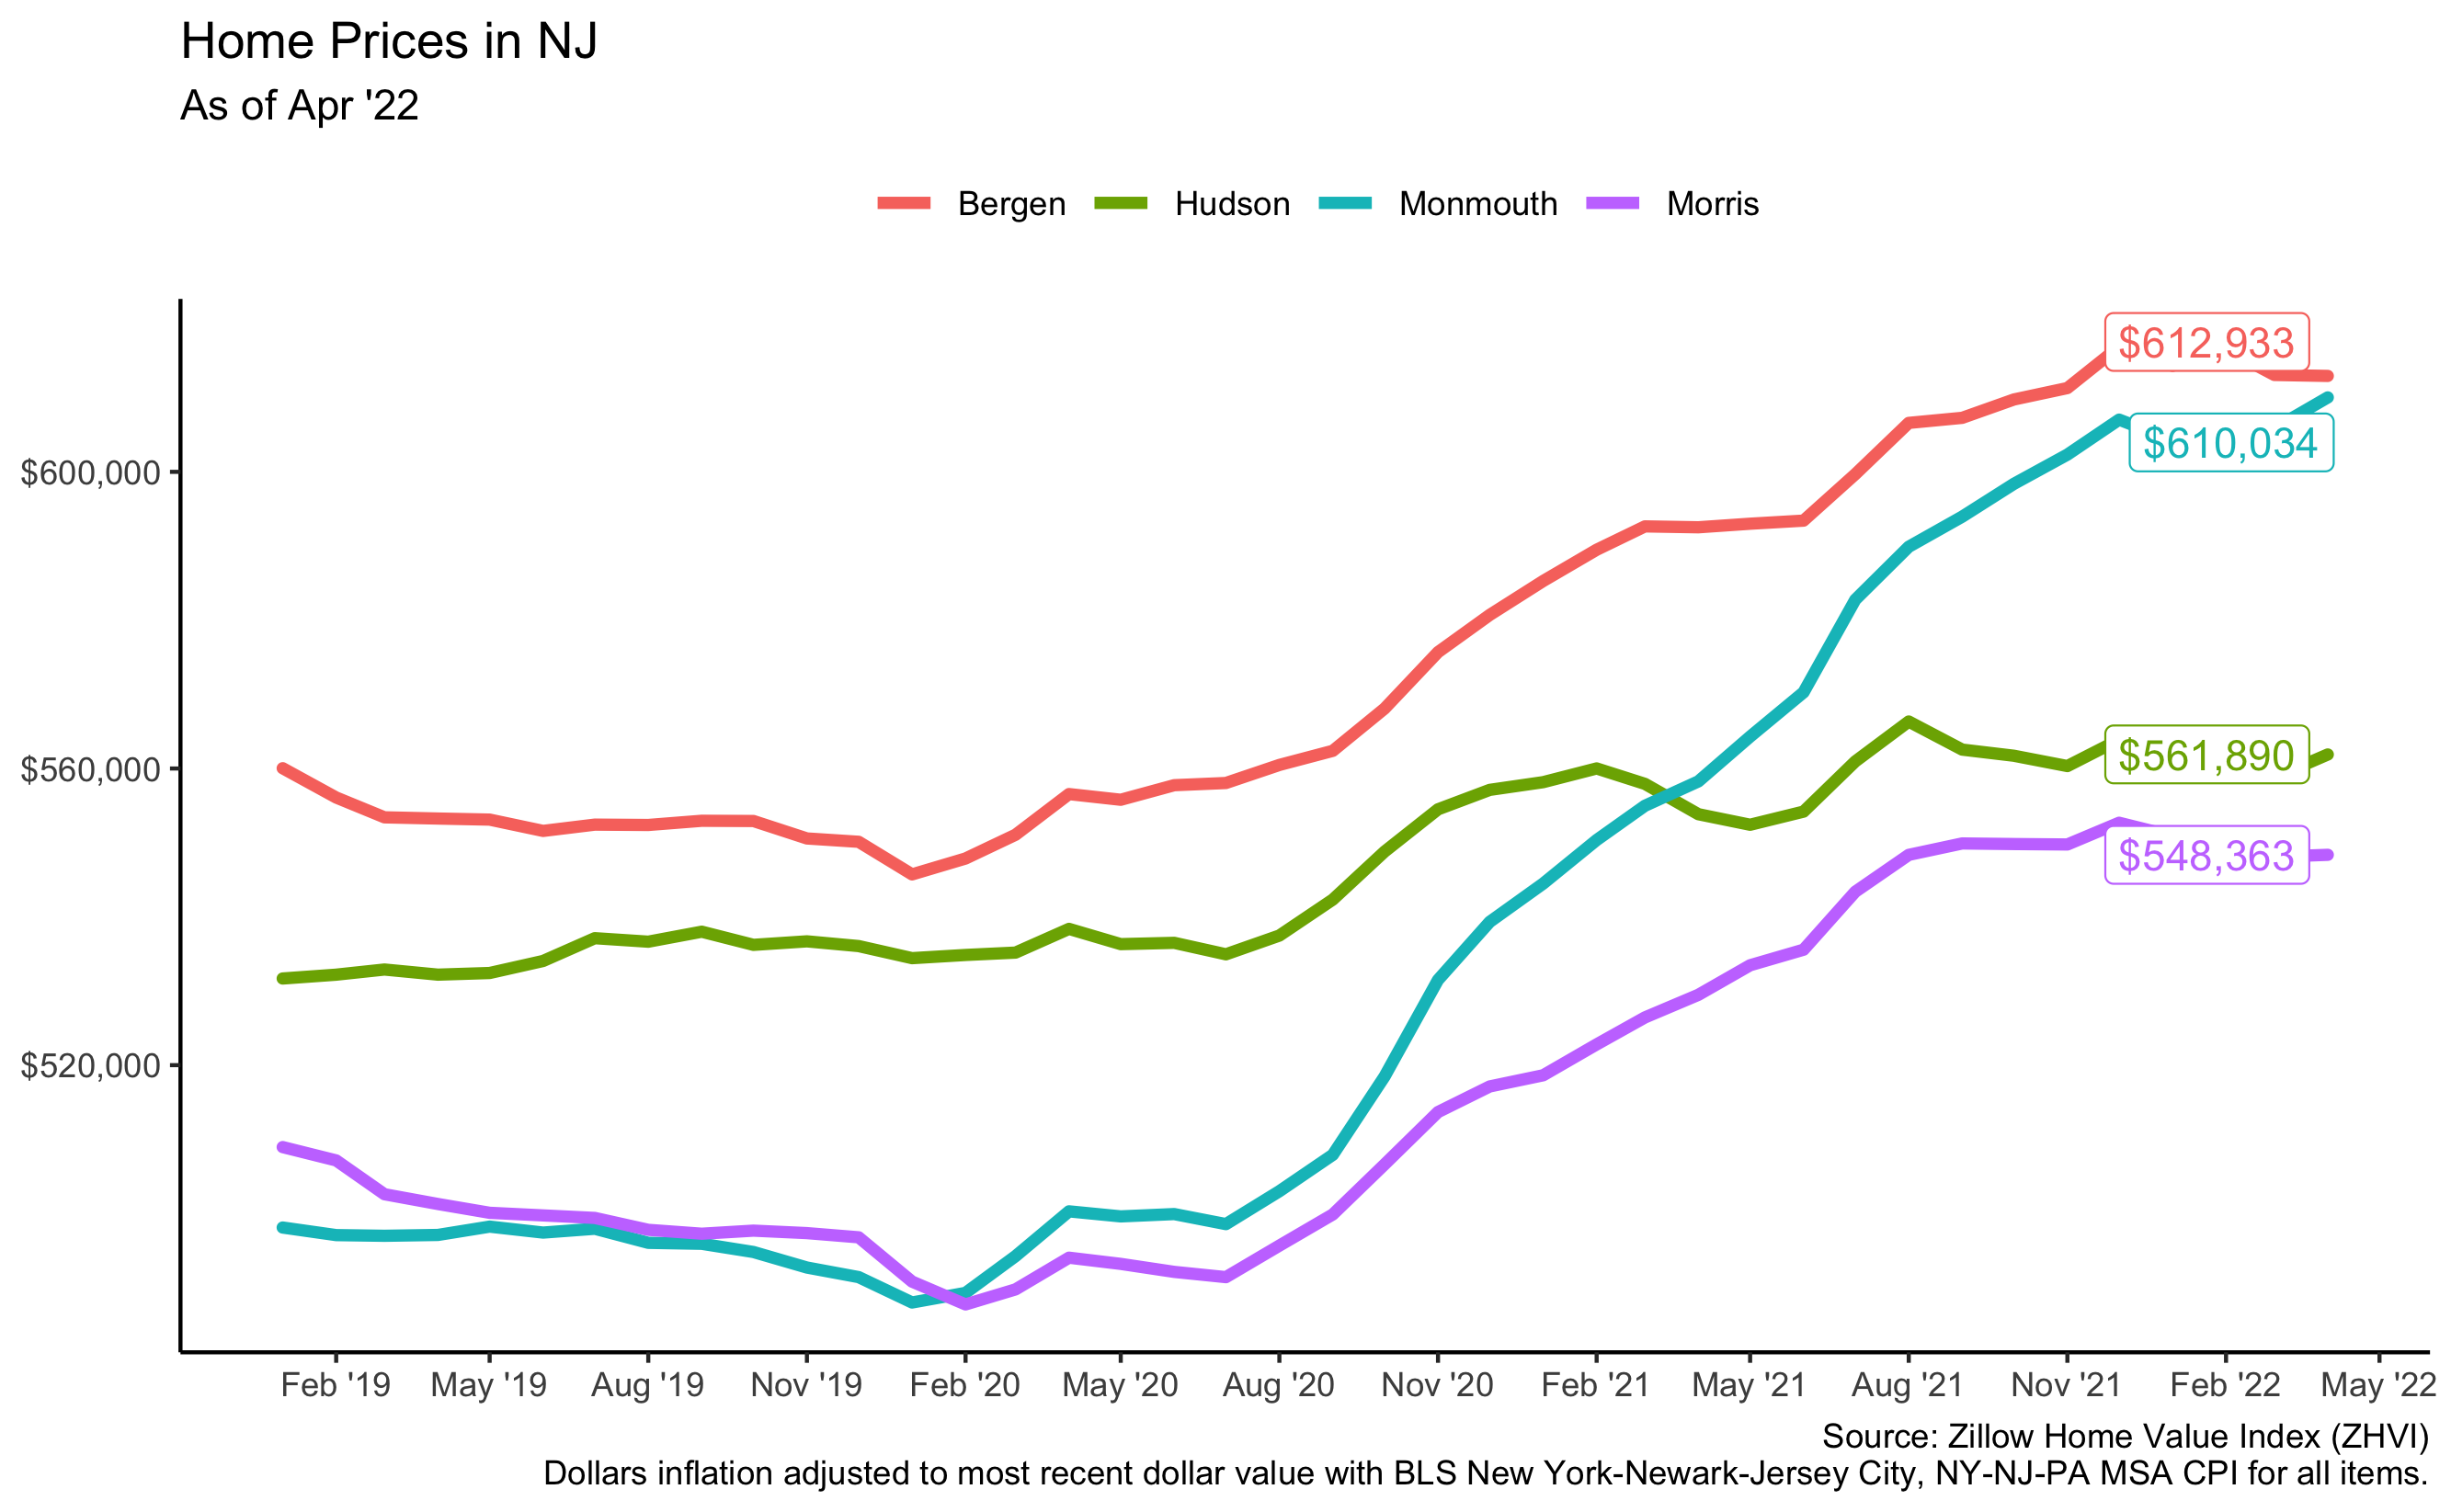 Home Prices in NJ
As of Apr '22
Bergen Hudson Monmouth Morris
$612,933
$610,034
$600,000
$561,890
$560,000
$548,363
$520,000
Feb '19 May '19 Aug '19 Nov '19 Feb '20 May '20 Aug '20 Nov '20 Feb '21 May '21 Aug '21 Nov '21 Feb '22 May '22
Source: Zillow Home Value Index (ZHVI)
Dollars inflation adjusted to most recent dollar value with BLS New York-Newark-Jersey City, NY-NJ-PA MSA CPI for all items.